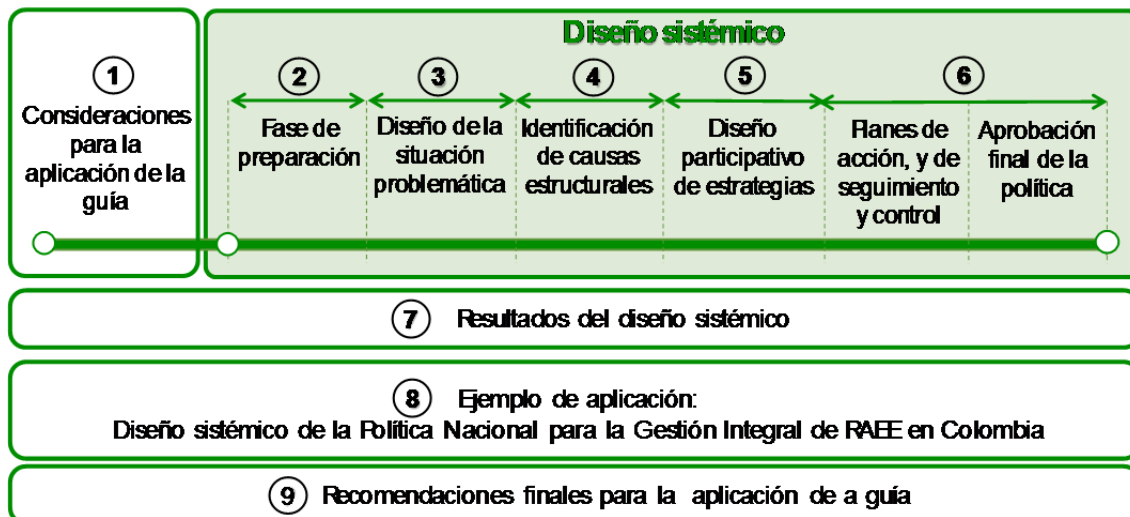 Diseño sistémico
1
Consideraciones
para la
aplicación de la
guía
2
Fase de
preparación
3
Diseño de la
situación
problemática
4
Identificación
de causas
estructurales
5
Diseño
participativo
de estrategias
6
Planes de
acción, y de
seguimiento
y control
Aprobación
final de la
política
7 Resultados del diseño sistémico
8 Ejemplo de aplicación:
Diseño sistémico de la Política Nacional para la Gestión Integral de RAEE en Colombia
9 Recomendaciones finales para la aplicación de a guía